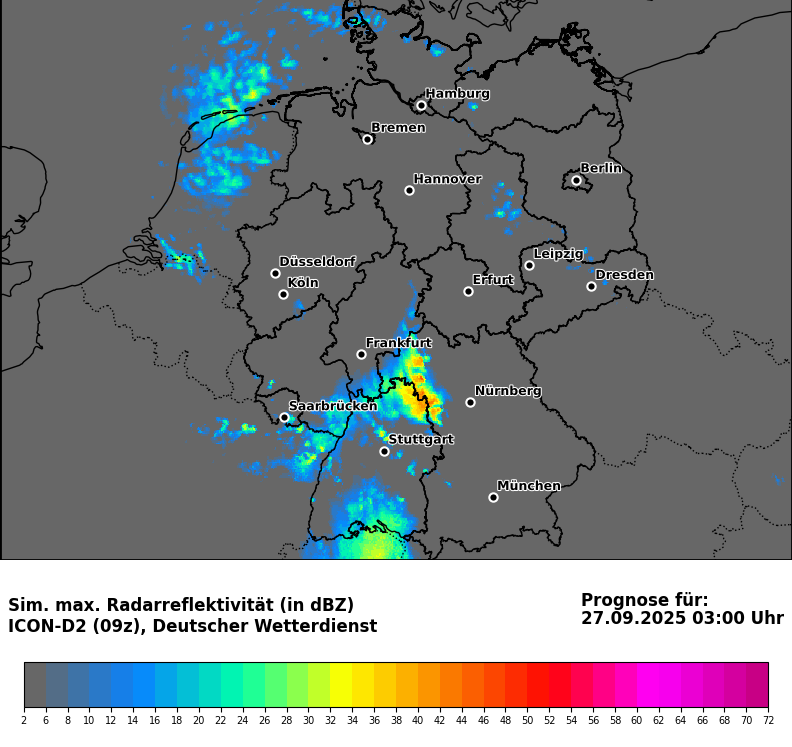 Hamburg
Bremen
Berlin
Hannover
Düsseldorf
Leipzig
Köln
Erfurt
Dresden
Frankfurt
Nürnberg
Saarbrücken
Stuttgart
München
Sim. max. Radarreflektivität (in dBZ)
ICON-D2 (09z), Deutscher Wetterdienst
Prognose für:
27.09.2025 03:00 Uhr
2 6 8 10 12 14 16 18 20 22 24 26 28 30 32 34 36 38 40 42 44 46 48 50 52 54 56 58 60 62 64 66 68 70 72